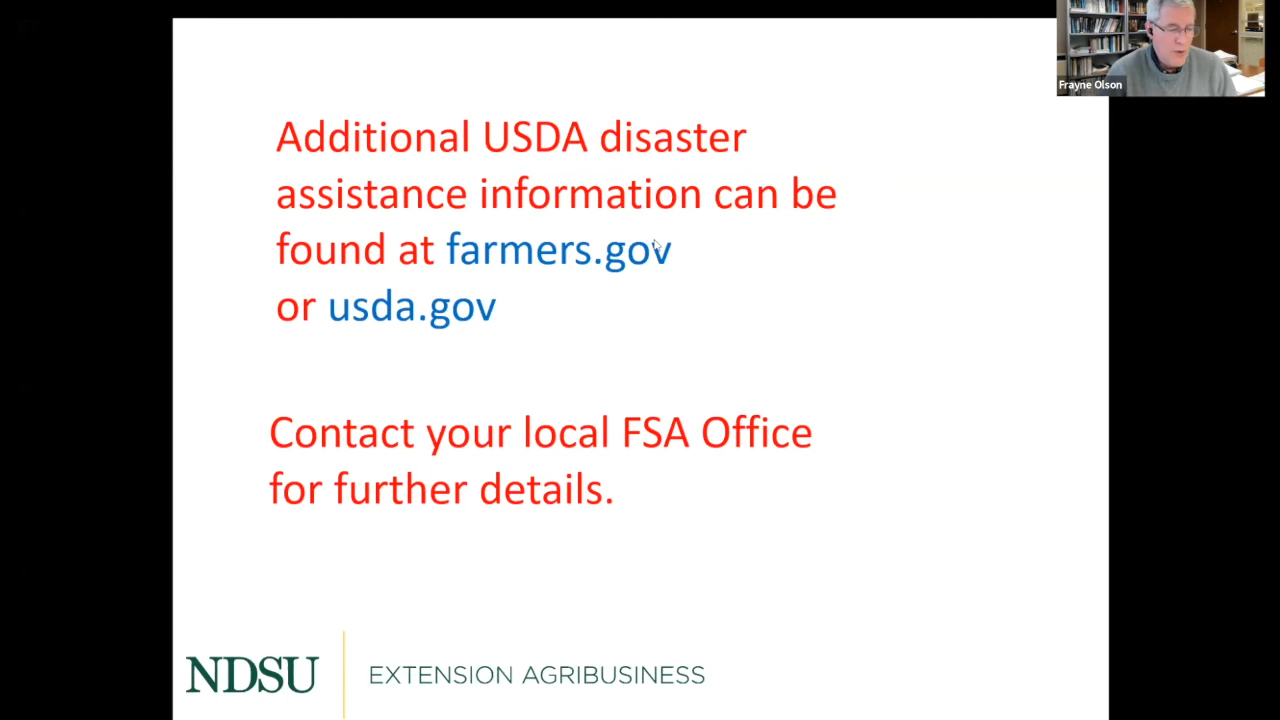 Frayne Olson
Additional USDA disaster
assistance information can be
found at farmers.gov
or usda.gov
Contact your local FSA Office
for further details.
NDSU
EXTENSION AGRIBUSINESS